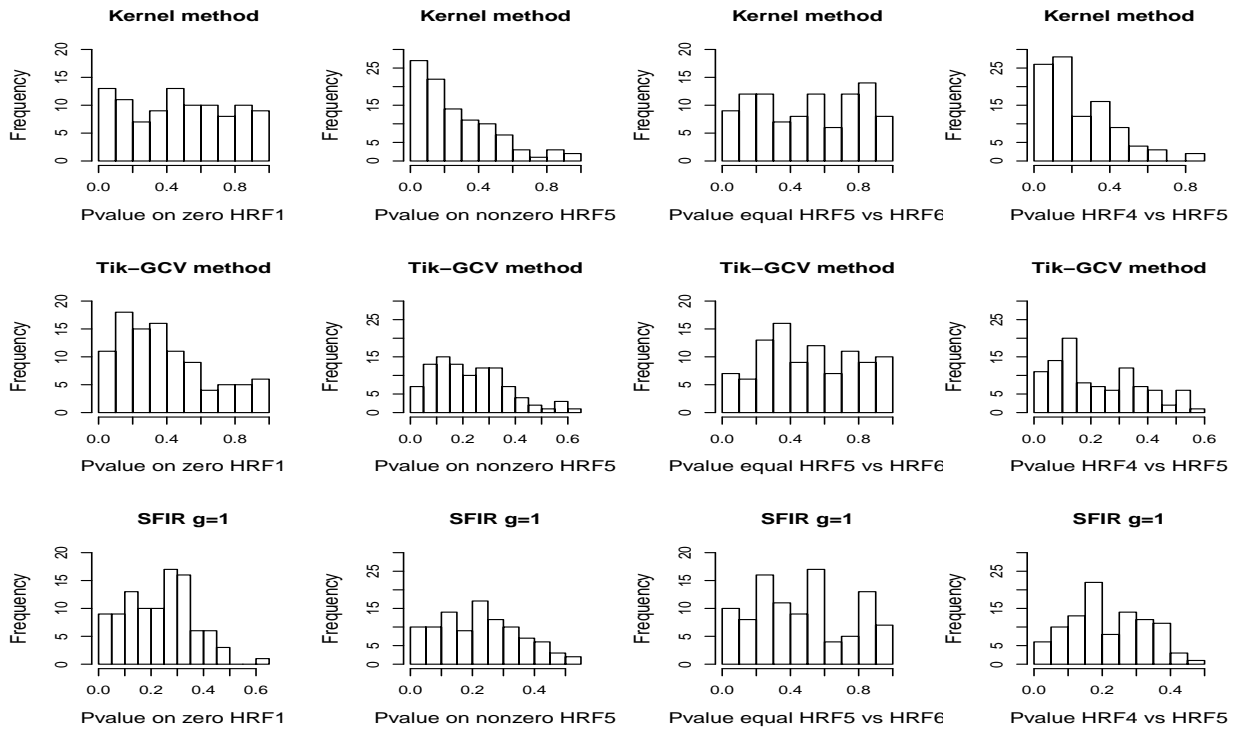 Kernel method
Frequency
20
15
10
5
0
0.0 0.4 0.8
Pvalue on zero HRF1
Kernel method
Frequency
25
15
5
0
0.0 0.4 0.8
Pvalue on nonzero HRF5
Kernel method
Frequency
20
15
10
5
0
0.0 0.4 0.8
Pvalue equal HRF5 vs HRF6
Kernel method
Frequency
25
15
5
0
0.0 0.4 0.8
Pvalue HRF4 vs HRF5
Tik−GCV method
Frequency
20
15
10
5
0
0.0 0.4 0.8
Pvalue on zero HRF1
Tik−GCV method
Frequency
25
15
5
0
0.0 0.2 0.4 0.6
Pvalue on nonzero HRF5
Tik−GCV method
Frequency
20
15
10
5
0
0.0 0.4 0.8
Pvalue equal HRF5 vs HRF6
Tik−GCV method
Frequency
25
15
5
0
0.0 0.2 0.4 0.6
Pvalue HRF4 vs HRF5
SFIR g=1
Frequency
20
15
10
5
0
0.0 0.2 0.4 0.6
Pvalue on zero HRF1
SFIR g=1
Frequency
25
15
5
0
0.0 0.2 0.4
Pvalue on nonzero HRF5
SFIR g=1
Frequency
20
15
10
5
0
0.0 0.4 0.8
Pvalue equal HRF5 vs HRF6
SFIR g=1
Frequency
25
15
5
0
0.0 0.2 0.4
Pvalue HRF4 vs HRF5